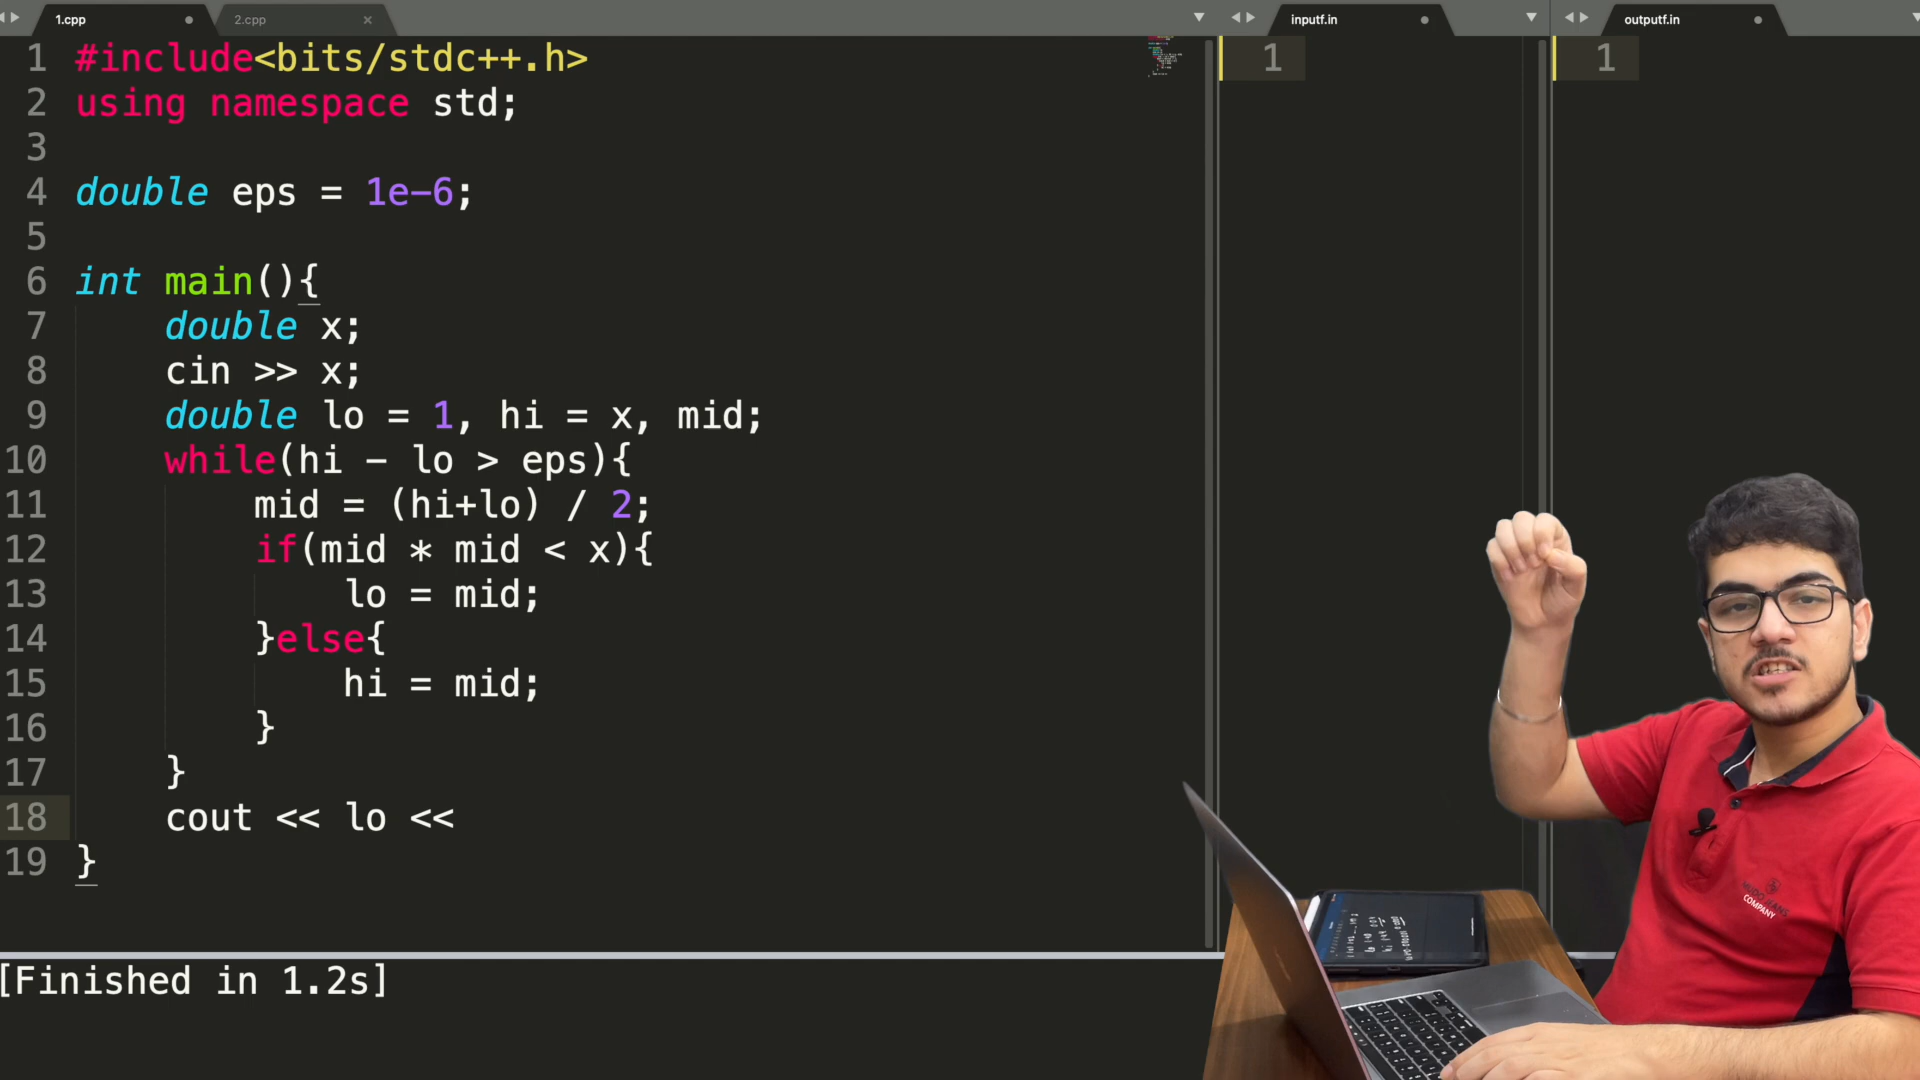 1.cpp
2.cpp
inputf.in
outputf.in
1 #include<bits/stdc++.h>
2 using namespace std;
3
4 double eps = 1e-6;
5
6 int main(){
7 double x;
8 cin >> x;
9 double lo = 1, hi = x, mid;
10 while(hi - lo > eps){
11 mid = (hi+lo) / 2;
12 if(mid * mid < x){
13 lo = mid;
14 }else{
15 hi = mid;
16 }
17 }
18 cout << lo <<
19 }
1
1
[Finished in 1.2s]
COMPANY